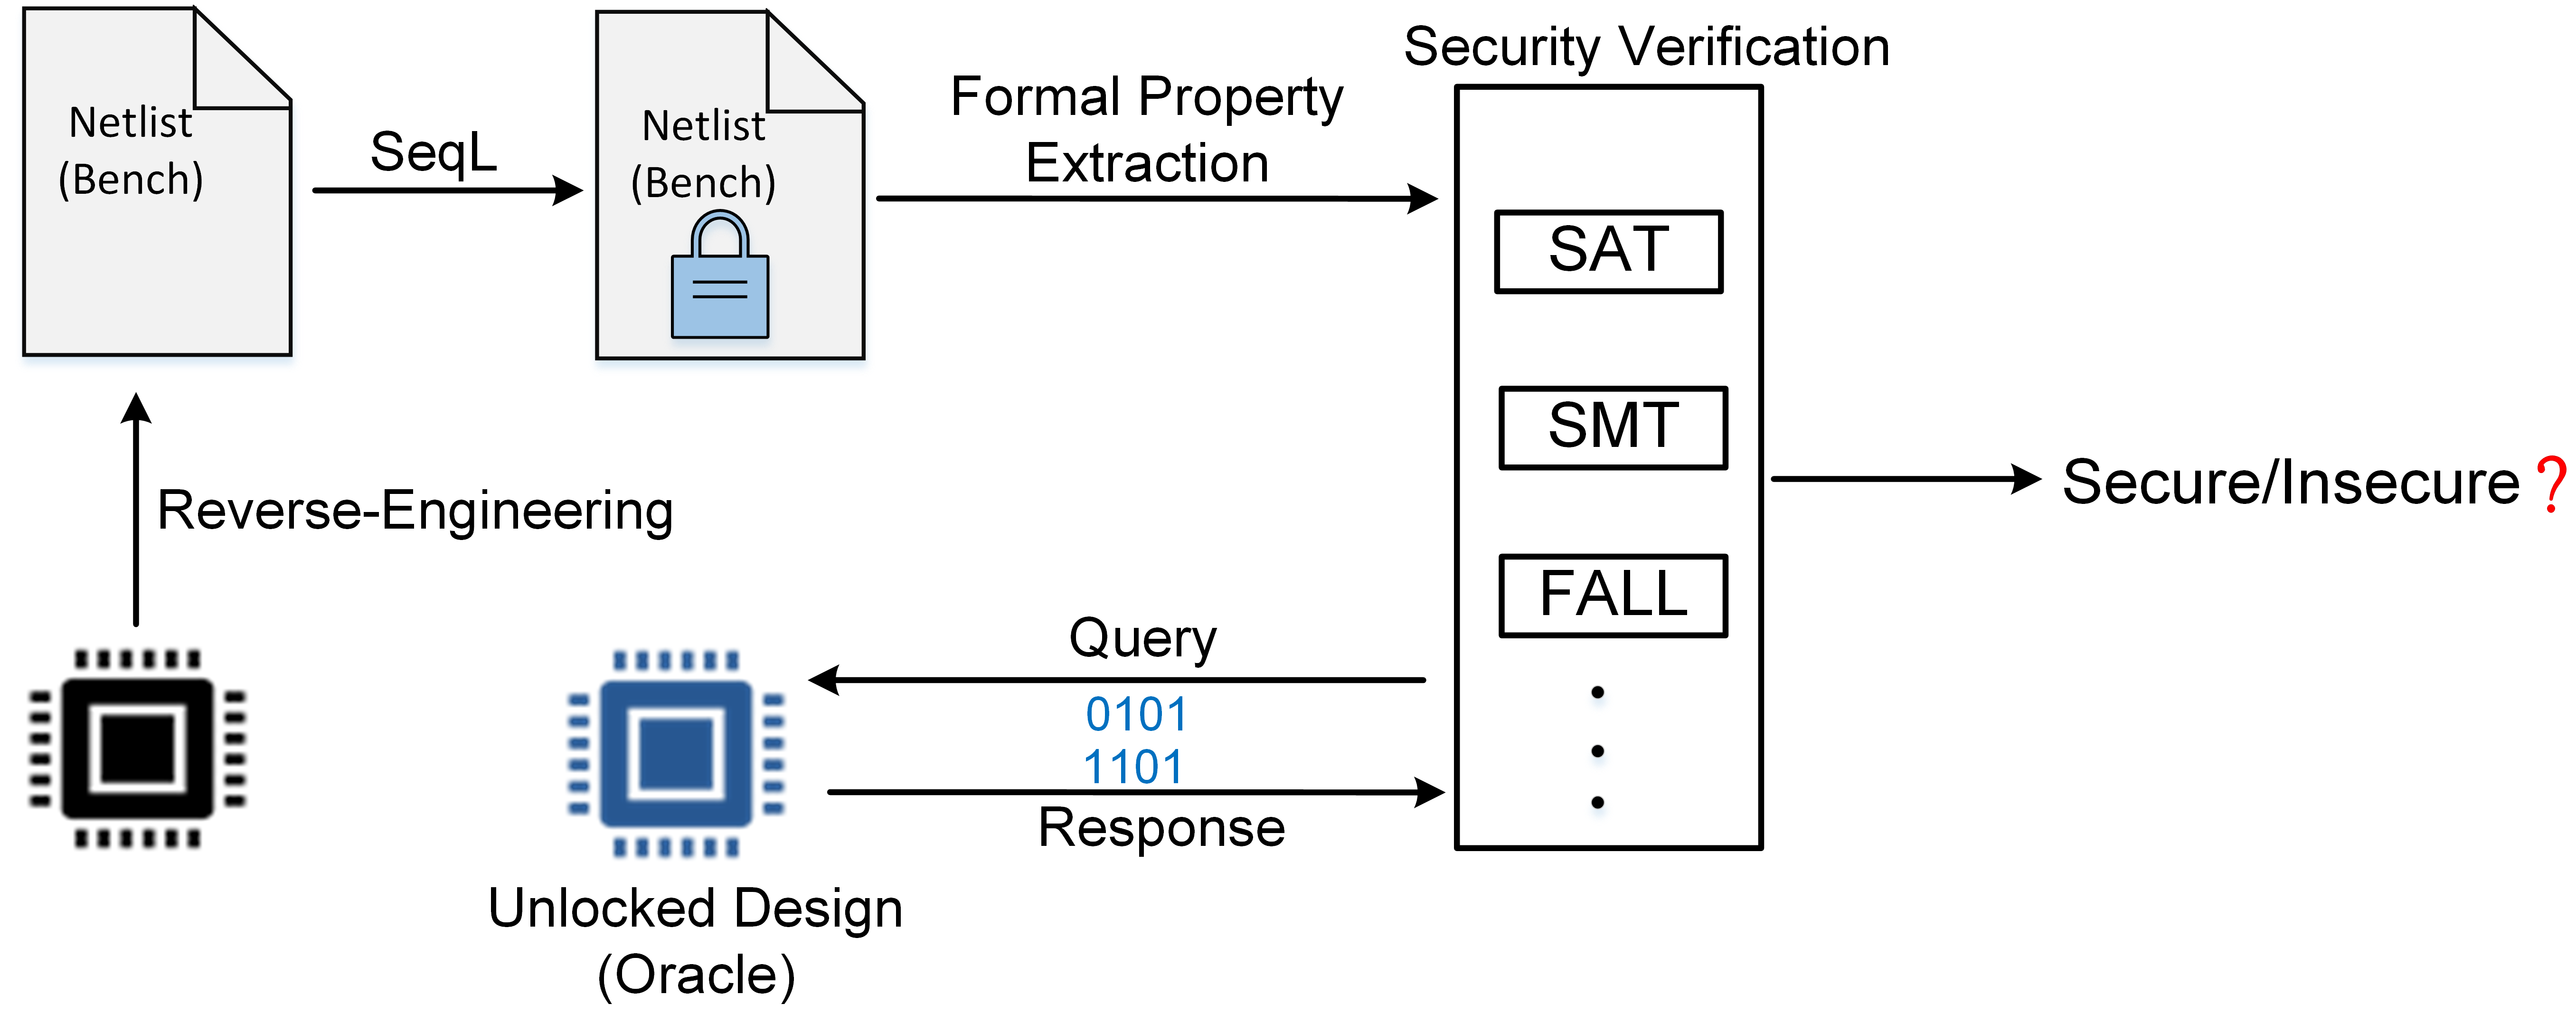 Netlist
(Bench)
SeqL
Netlist
(Bench)
Formal Property
Extraction
Security Verification
SAT
SMT
FALL
Secure/Insecure ?
Reverse-Engineering
Query
0101
1101
Response
Unlocked Design
(Oracle)